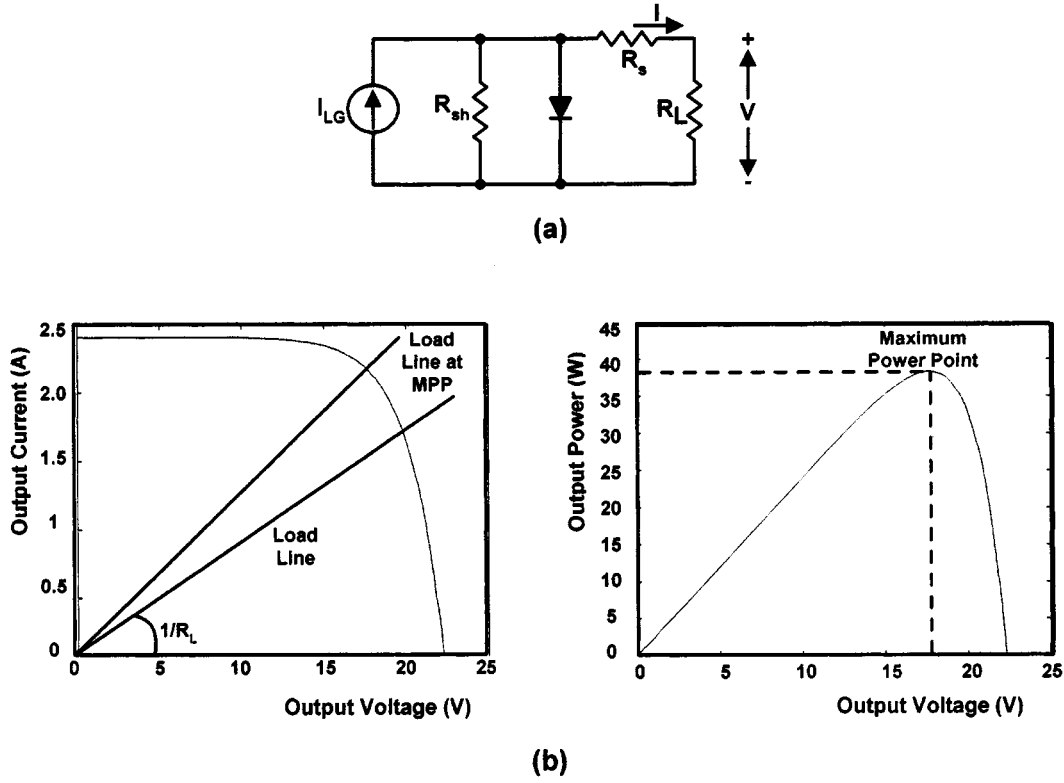 I
R_s
+
I_LG
R_sh
R_L
V
-
(a)
2.5
2.0
1.5
1
0.5
0
Output Current (A)
Load
Line at
MPP
Load
Line
1/R_L
0 5 10 15 20 25
Output Voltage (V)
45
40
35
30
25
20
15
10
5
0
Output Power (W)
Maximum
Power Point
0 5 10 15 20 25
Output Voltage (V)
(b)